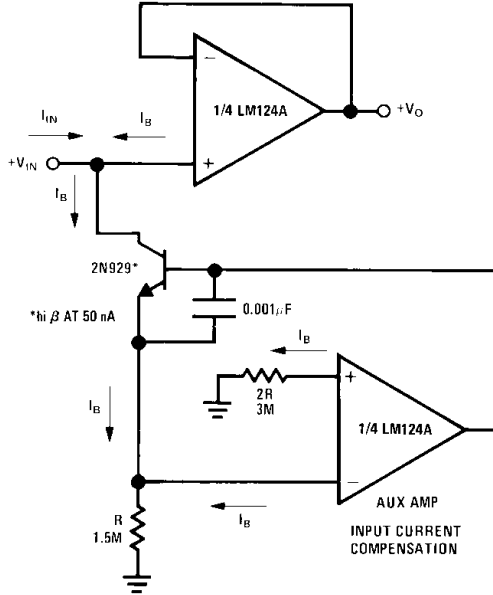 −
1/4 LM124A
+VO
IIN
IB
+
+VIN
IB
2N929*
*hi β AT 50 nA
0.001μF
IB
+
2R
3M
1/4 LM124A
IB
−
IB
R
1.5M
AUX AMP
INPUT CURRENT
COMPENSATION